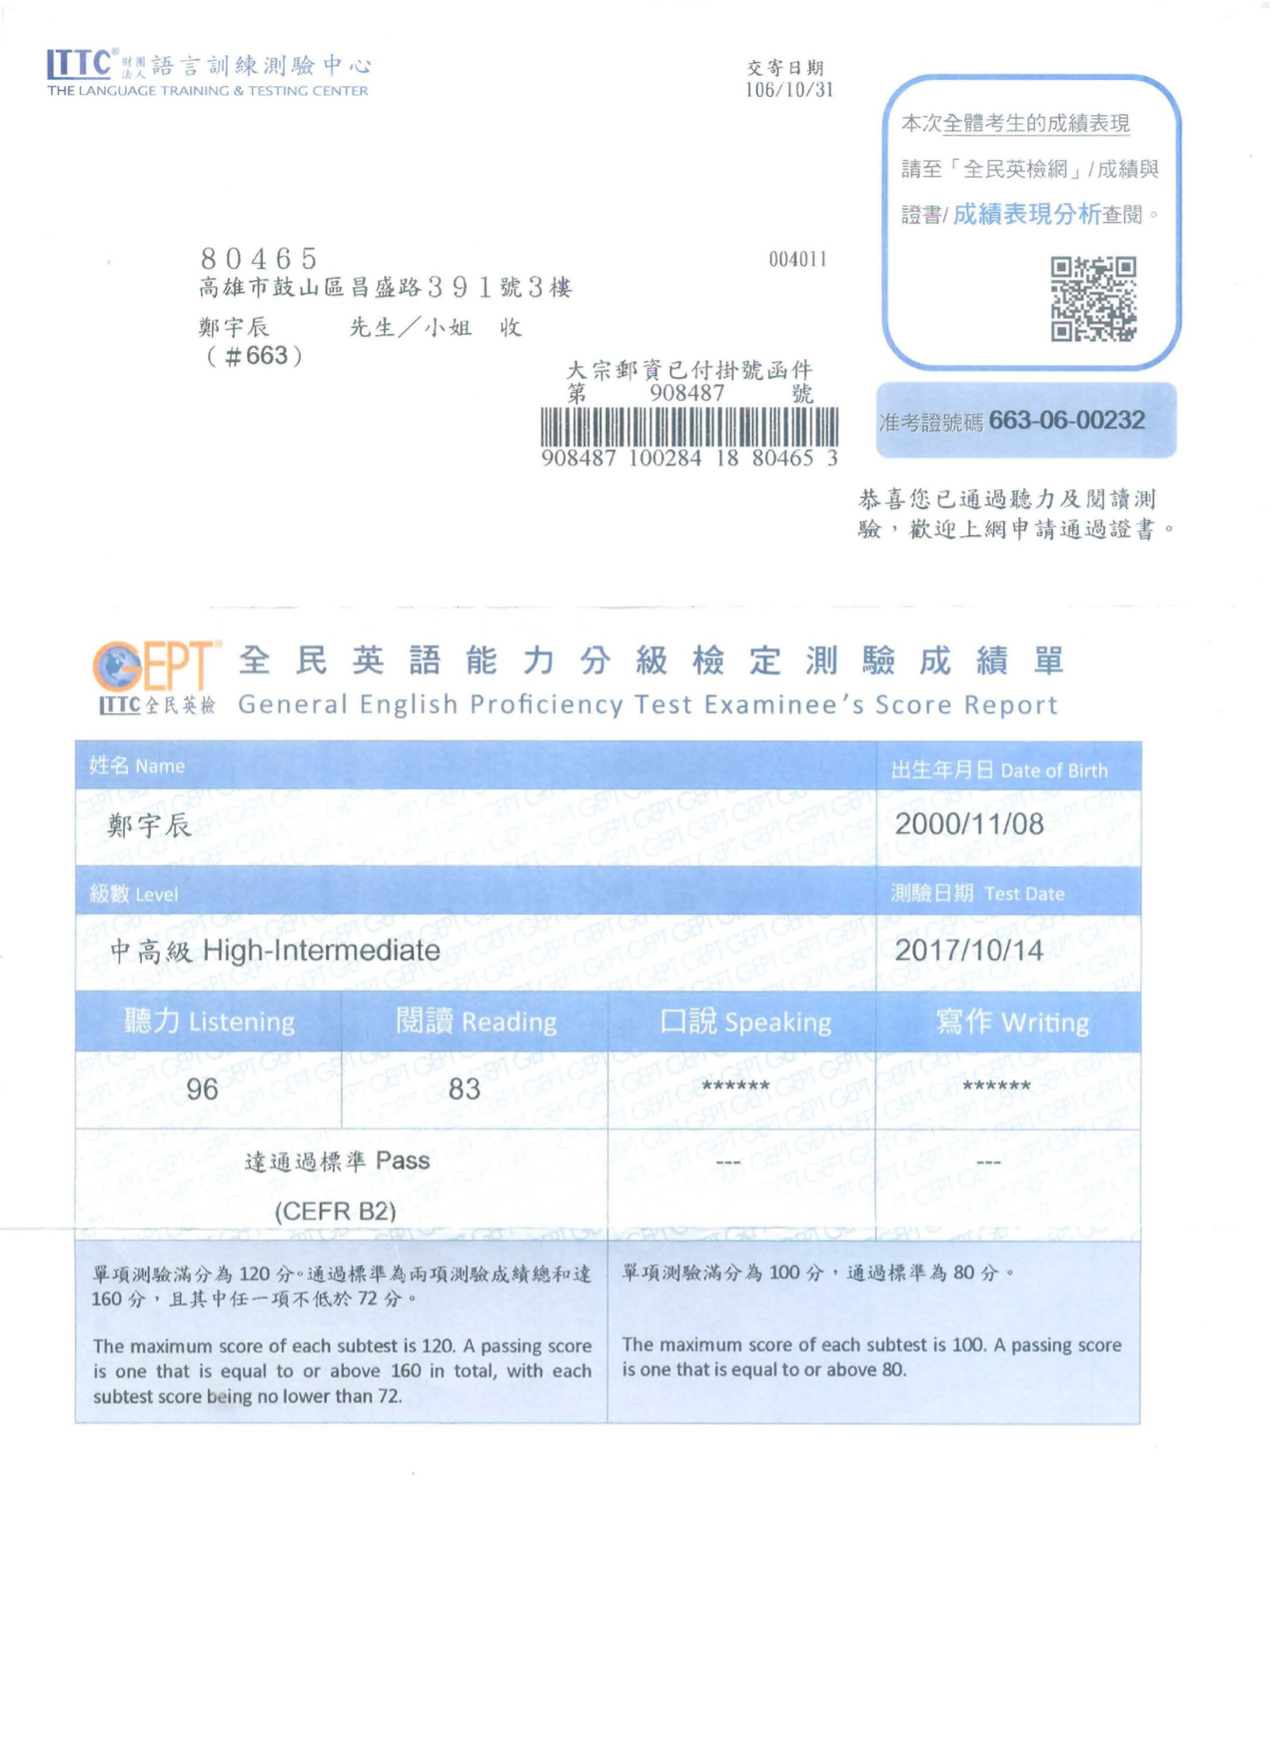 LTTC® 財團法人 語言訓練測驗中心
THE LANGUAGE TRAINING & TESTING CENTER
交寄日期
106/10/31
本次全體考生的成績表現
請至「全民英檢網」/成績與
證書/成績表現分析查閱。
80465
004011
高雄市鼓山區昌盛路391號3樓
鄭宇辰 先生／小姐 收
(#663)
大宗郵資已付掛號函件
第 908487 號
908487 100284 18 80465 3
准考證號碼 663-06-00232
恭喜您已通過聽力及閱讀測
驗，歡迎上網申請通過證書。
GEPT® 全民英語能力分級檢定測驗成績單
LTTC全民英檢 General English Proficiency Test Examinee's Score Report
姓名 Name 出生年月日 Date of Birth
鄭宇辰 2000/11/08
級數 Level 測驗日期 Test Date
中高級 High-Intermediate 2017/10/14
聽力 Listening 閱讀 Reading 口說 Speaking 寫作 Writing
96 83 ****** ******
達通過標準 Pass --- ---
(CEFR B2)
單項測驗滿分為 120 分。通過標準為兩項測驗成績總和達
160 分，且其中任一項不低於 72 分。
The maximum score of each subtest is 120. A passing score
is one that is equal to or above 160 in total, with each
subtest score being no lower than 72.
單項測驗滿分為 100 分，通過標準為 80 分。
The maximum score of each subtest is 100. A passing score
is one that is equal to or above 80.